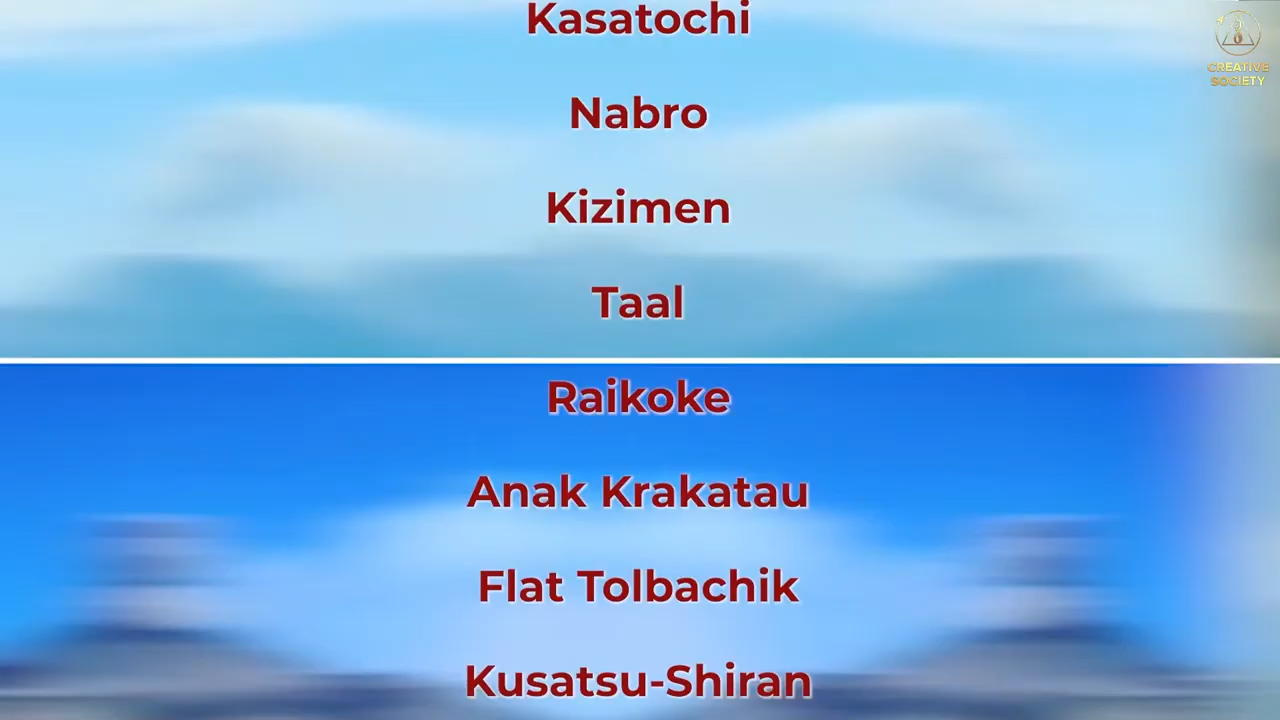 Kasatochi
CREATIVE
SOCIETY
Nabro
Kizimen
Taal
Raikoke
Anak Krakatau
Flat Tolbachik
Kusatsu-Shiran